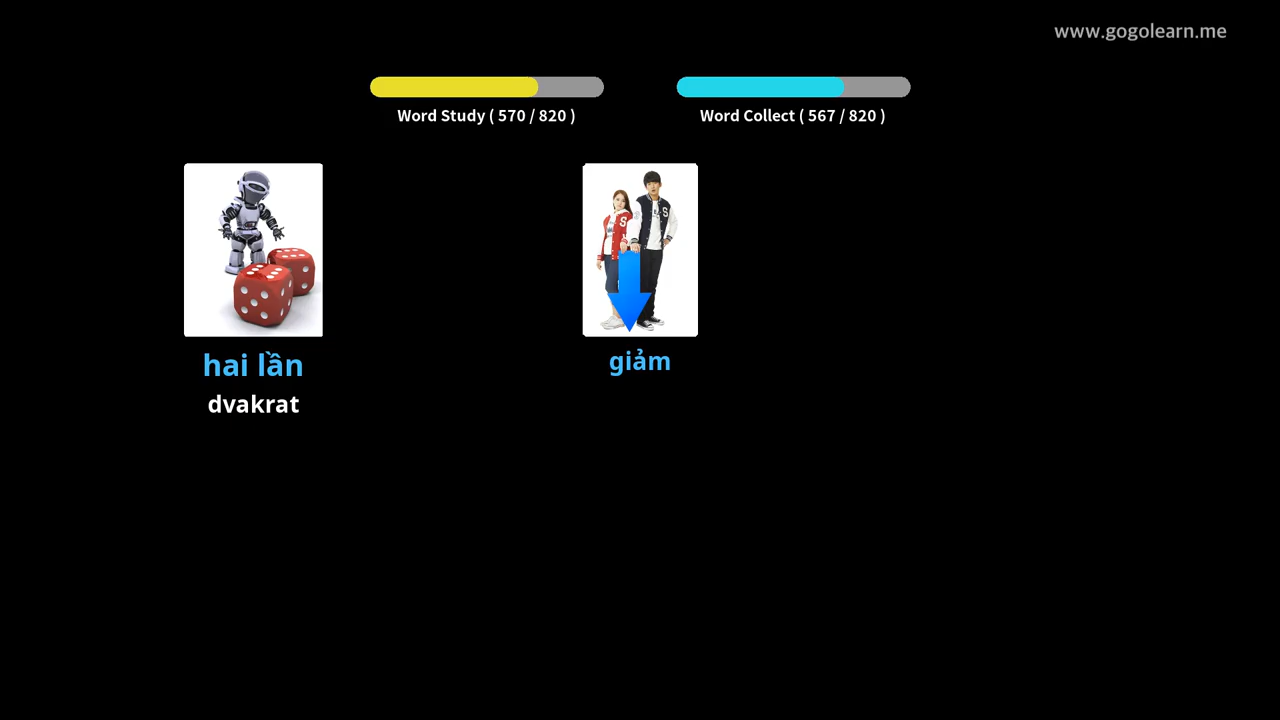 www.gogolearn.me
Word Study ( 570 / 820 )
Word Collect ( 567 / 820 )
hai lần
dvakrat
giảm
S
S